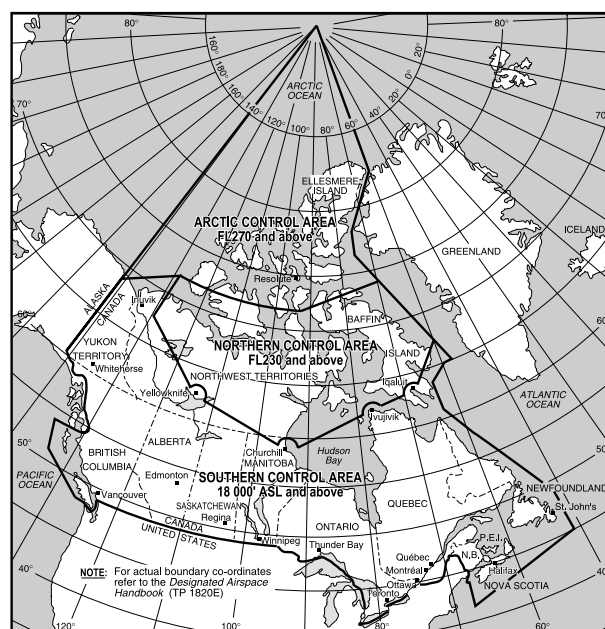 80°
80°
160°
160°
140°
120°
100°
80°
60°
40°
20°
0°
20°
ARCTIC
OCEAN
70°
70°
ELLESMERE
ISLAND
ARCTIC CONTROL AREA
FL270 and above
ICELAND
GREENLAND
Resolute
60°
ALASKA
CANADA
Inuvik
BAFFIN
ISLAND
60°
YUKON
TERRITORY
Whitehorse
NORTHERN CONTROL AREA
FL230 and above
NORTHWEST TERRITORIES
Yellowknife
Iqaluit
Ivujivik
ATLANTIC
OCEAN
50°
BRITISH
COLUMBIA
ALBERTA
Churchill
MANITOBA
Hudson
Bay
PACIFIC
OCEAN
Edmonton
SOUTHERN CONTROL AREA
18 000' ASL and above
QUEBEC
NEWFOUNDLAND
St. John's
Vancouver
SASKATCHEWAN
Regina
CANADA
UNITED STATES
Winnipeg
ONTARIO
Thunder Bay
50°
P.E.I.
N.B.
Québec
Montréal
Ottawa
Toronto
Halifax
NOVA SCOTIA
40°
NOTE: For actual boundary co-ordinates
refer to the Designated Airspace
Handbook (TP 1820E)
120°
100°
80°
60°
40°